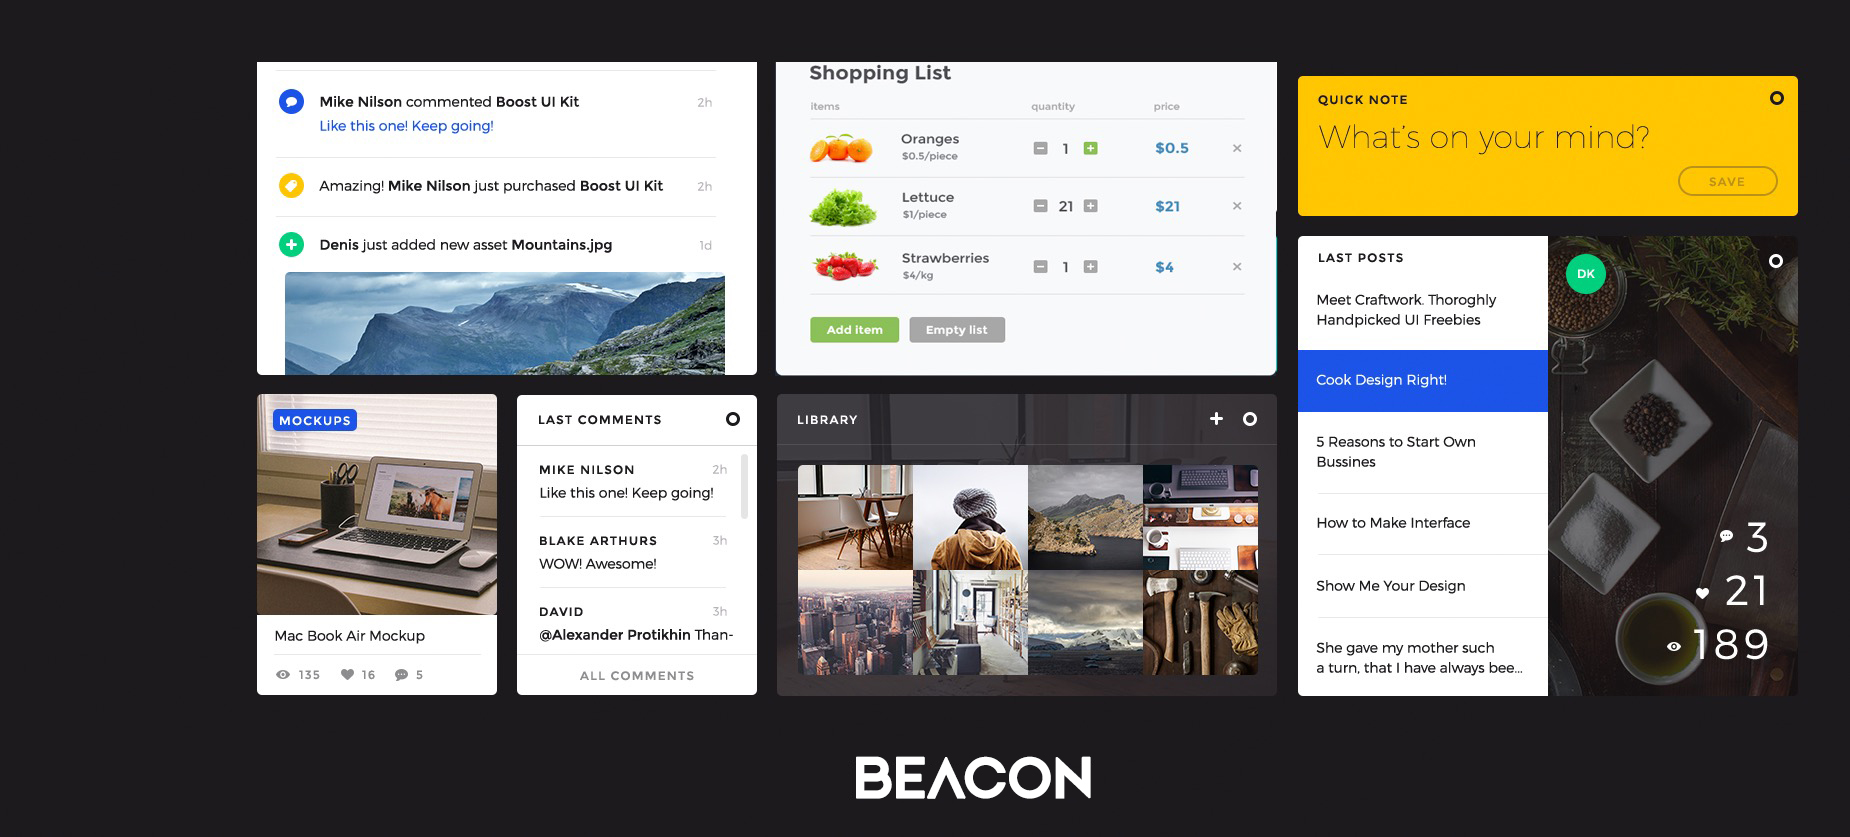 Mike Nilson commented Boost UI Kit 2h
Like this one! Keep going!
Amazing! Mike Nilson just purchased Boost UI Kit 2h
Denis just added new asset Mountains.jpg 1d
Shopping List
items quantity price
Oranges
$0.5/piece
1
$0.5
Lettuce
$1/piece
21
$21
Strawberries
$4/kg
1
$4
Add item Empty list
QUICK NOTE
What's on your mind?
SAVE
MOCKUPS
Mac Book Air Mockup
135 16 5
LAST COMMENTS
MIKE NILSON 2h
Like this one! Keep going!
BLAKE ARTHURS 3h
WOW! Awesome!
DAVID 3h
@Alexander Protikhin Than-
ALL COMMENTS
LIBRARY
LAST POSTS
Meet Craftwork. Thoroghly
Handpicked UI Freebies
Cook Design Right!
5 Reasons to Start Own
Bussines
How to Make Interface
Show Me Your Design
She gave my mother such
a turn, that I have always bee...
DK
3
21
189
BEACON